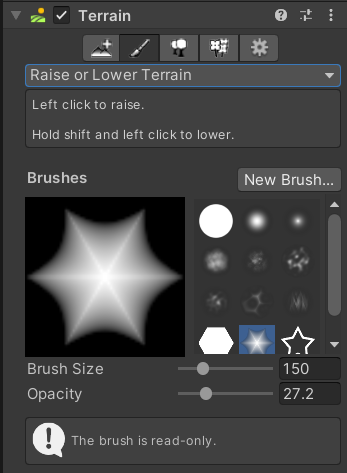 Terrain
Raise or Lower Terrain
Left click to raise.
Hold shift and left click to lower.
Brushes
New Brush...
Brush Size
150
Opacity
27.2
The brush is read-only.